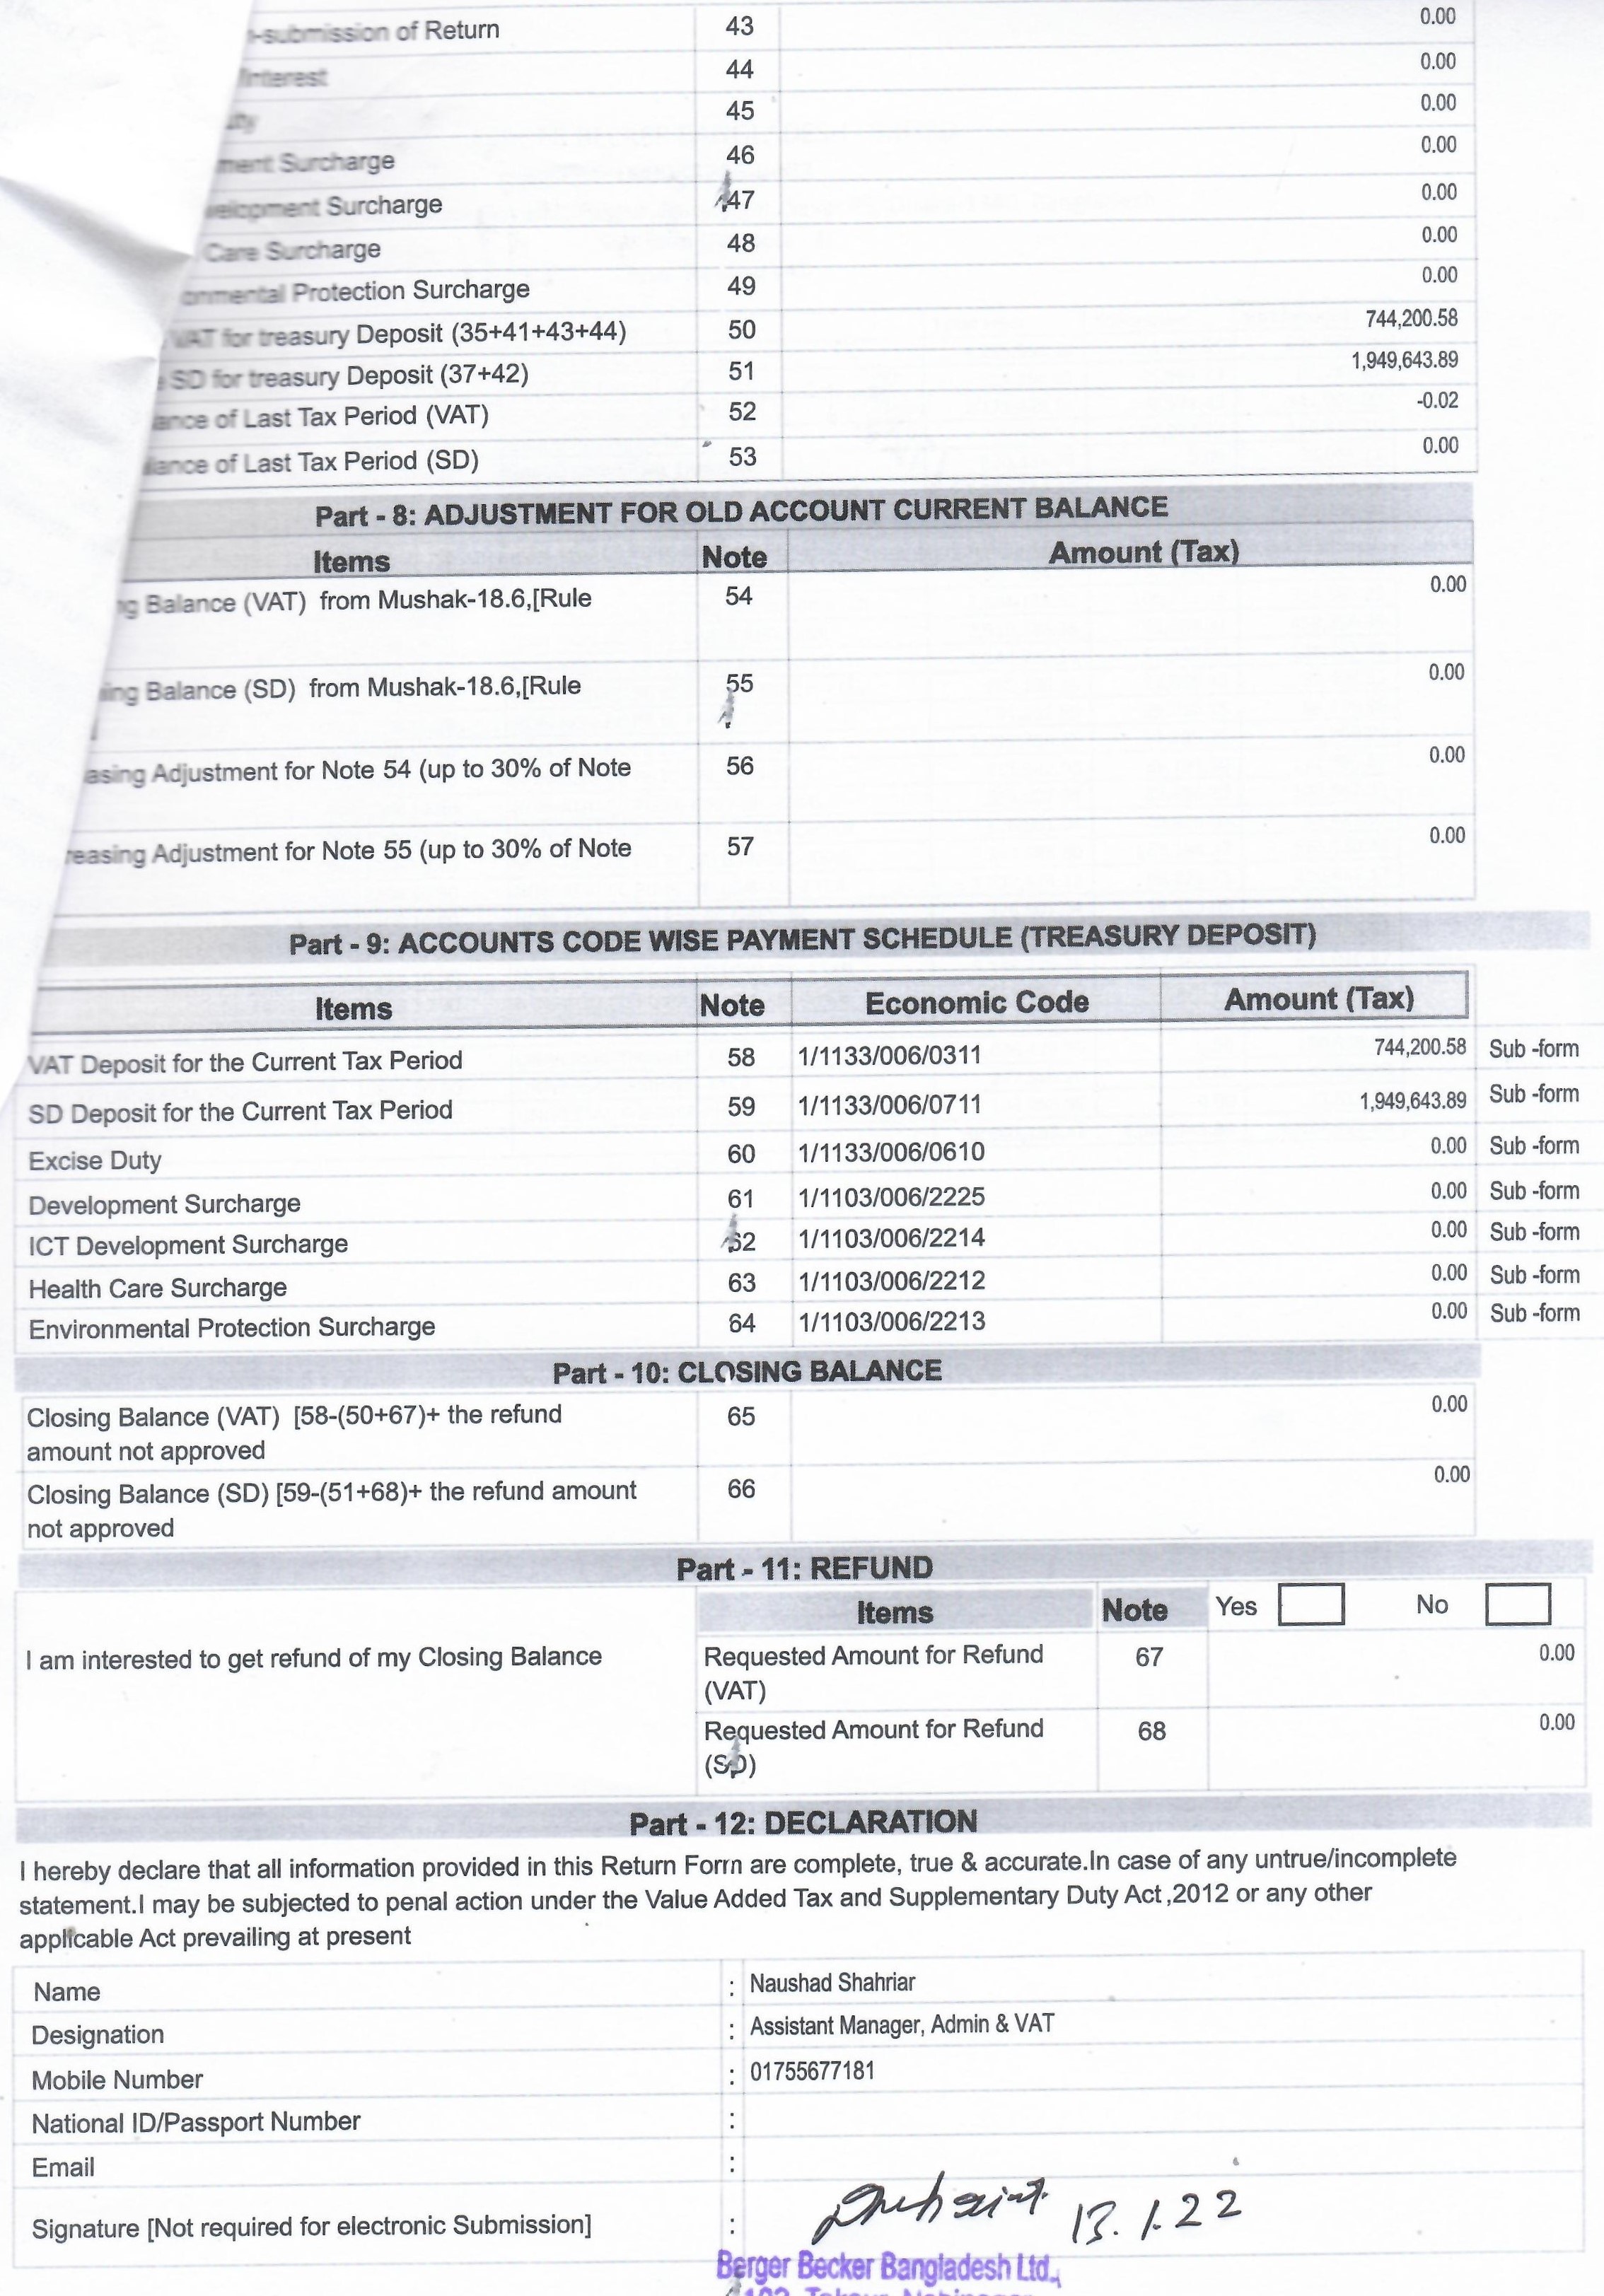 -submission of Return 43 0.00
Interest 44 0.00
45 0.00
Surcharge 46 0.00
Surcharge 47 0.00
Care Surcharge 48 0.00
Protection Surcharge 49 0.00
VAT for treasury Deposit (35+41+43+44) 50 744,200.58
SD for treasury Deposit (37+42) 51 1,949,643.89
of Last Tax Period (VAT) 52 -0.02
of Last Tax Period (SD) 53 0.00
Part - 8: ADJUSTMENT FOR OLD ACCOUNT CURRENT BALANCE
Items Note Amount (Tax)
Balance (VAT) from Mushak-18.6,[Rule 54 0.00
Balance (SD) from Mushak-18.6,[Rule 55 0.00
Adjustment for Note 54 (up to 30% of Note 56 0.00
Adjustment for Note 55 (up to 30% of Note 57 0.00
Part - 9: ACCOUNTS CODE WISE PAYMENT SCHEDULE (TREASURY DEPOSIT)
Items Note Economic Code Amount (Tax)
VAT Deposit for the Current Tax Period 58 1/1133/006/0311 744,200.58 Sub -form
SD Deposit for the Current Tax Period 59 1/1133/006/0711 1,949,643.89 Sub -form
Excise Duty 60 1/1133/006/0610 0.00 Sub -form
Development Surcharge 61 1/1103/006/2225 0.00 Sub -form
ICT Development Surcharge 62 1/1103/006/2214 0.00 Sub -form
Health Care Surcharge 63 1/1103/006/2212 0.00 Sub -form
Environmental Protection Surcharge 64 1/1103/006/2213 0.00 Sub -form
Part - 10: CLOSING BALANCE
Closing Balance (VAT) [58-(50+67)+ the refund 65 0.00
amount not approved
Closing Balance (SD) [59-(51+68)+ the refund amount 66 0.00
not approved
Part - 11: REFUND
Items Note Yes No
I am interested to get refund of my Closing Balance Requested Amount for Refund 67 0.00
(VAT)
Requested Amount for Refund 68 0.00
(SD)
Part - 12: DECLARATION
I hereby declare that all information provided in this Return Form are complete, true & accurate.In case of any untrue/incomplete
statement.I may be subjected to penal action under the Value Added Tax and Supplementary Duty Act ,2012 or any other
applicable Act prevailing at present
Name : Naushad Shahriar
Designation : Assistant Manager, Admin & VAT
Mobile Number : 01755677181
National ID/Passport Number :
Email :
Signature [Not required for electronic Submission] : 13.1.22
Berger Becker Bangladesh Ltd.,